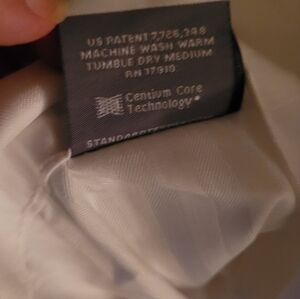 US PATENT 7,726,348
MACHINE WASH WARM
TUMBLE DRY MEDIUM
RN 17910
Centium Core
Technology®